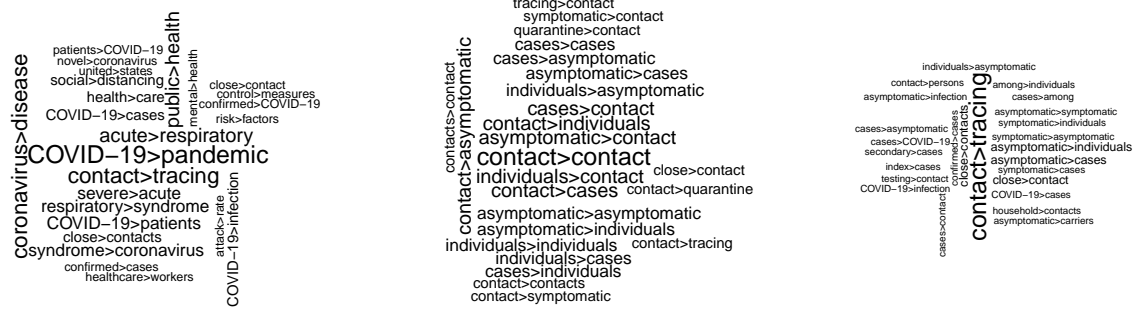 patients>COVID−19
novel>coronavirus
united>states
social>distancing
health>care
COVID−19>cases
public>health
mental>health
close>contact
control>measures
confirmed>COVID−19
risk>factors
coronavirus>disease
acute>respiratory
COVID−19>pandemic
contact>tracing
severe>acute
respiratory>syndrome
COVID−19>patients
close>contacts
syndrome>coronavirus
confirmed>cases
healthcare>workers
attack>rate
COVID−19>infection
tracing>contact
symptomatic>contact
quarantine>contact
cases>cases
cases>asymptomatic
asymptomatic>cases
individuals>asymptomatic
cases>contact
contact>individuals
asymptomatic>contact
contact>contact
individuals>contact
close>contact
contact>cases
contact>quarantine
contacts>contact
contact>asymptomatic
asymptomatic>asymptomatic
asymptomatic>individuals
individuals>individuals
contact>tracing
individuals>cases
cases>individuals
contact>contacts
contact>symptomatic
individuals>asymptomatic
contact>persons
among>individuals
asymptomatic>infection
cases>among
contact>tracing
asymptomatic>symptomatic
symptomatic>individuals
cases>asymptomatic
confirmed>cases
close>contacts
symptomatic>asymptomatic
cases>COVID−19
asymptomatic>individuals
secondary>cases
asymptomatic>cases
index>cases
symptomatic>cases
testing>contact
close>contact
COVID−19>infection
COVID−19>cases
cases>contact
household>contacts
asymptomatic>carriers